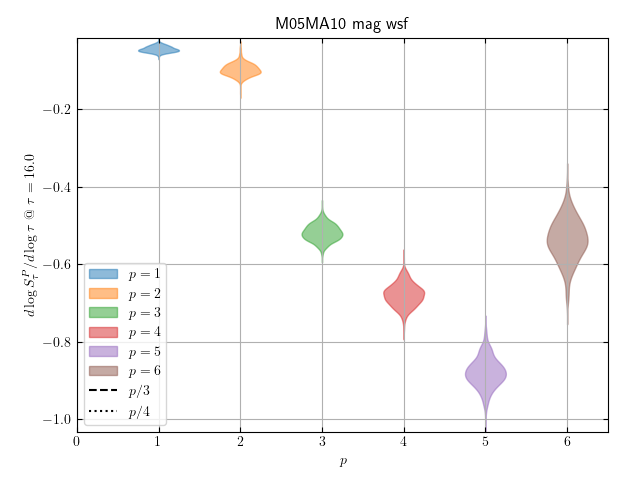 M05MA10 mag wsf
d log S_τ^P / d log τ @ τ = 16.0
−0.2
−0.4
−0.6
−0.8
−1.0
p = 1
p = 2
p = 3
p = 4
p = 5
p = 6
p/3
p/4
0 1 2 3 4 5 6
p